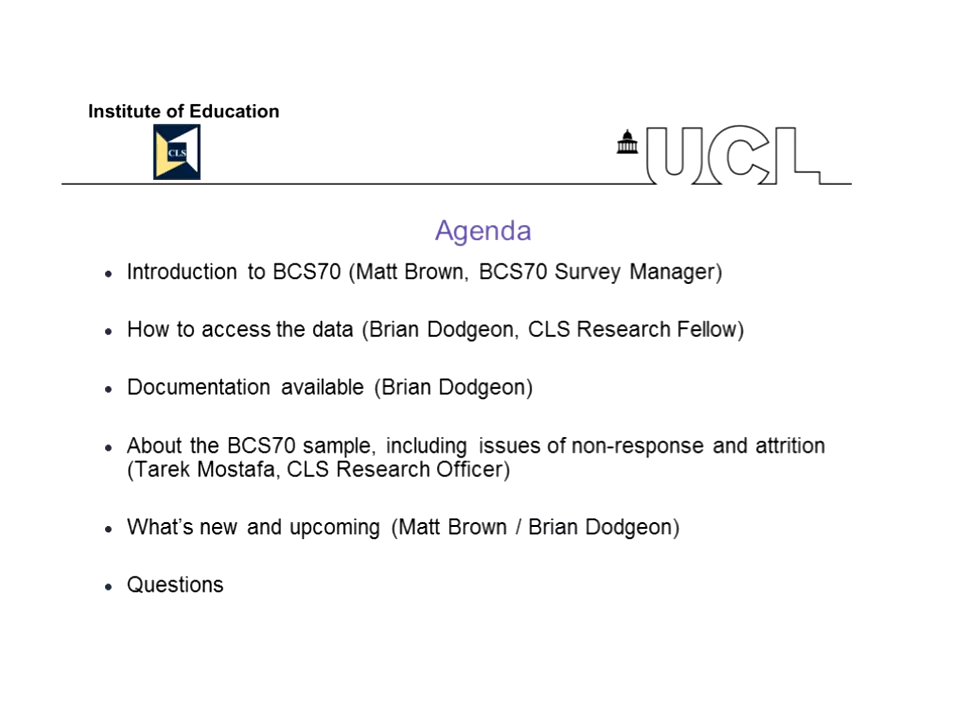 Institute of Education
CLS
UCL
Agenda
• Introduction to BCS70 (Matt Brown, BCS70 Survey Manager)
• How to access the data (Brian Dodgeon, CLS Research Fellow)
• Documentation available (Brian Dodgeon)
• About the BCS70 sample, including issues of non-response and attrition
(Tarek Mostafa, CLS Research Officer)
• What’s new and upcoming (Matt Brown / Brian Dodgeon)
• Questions